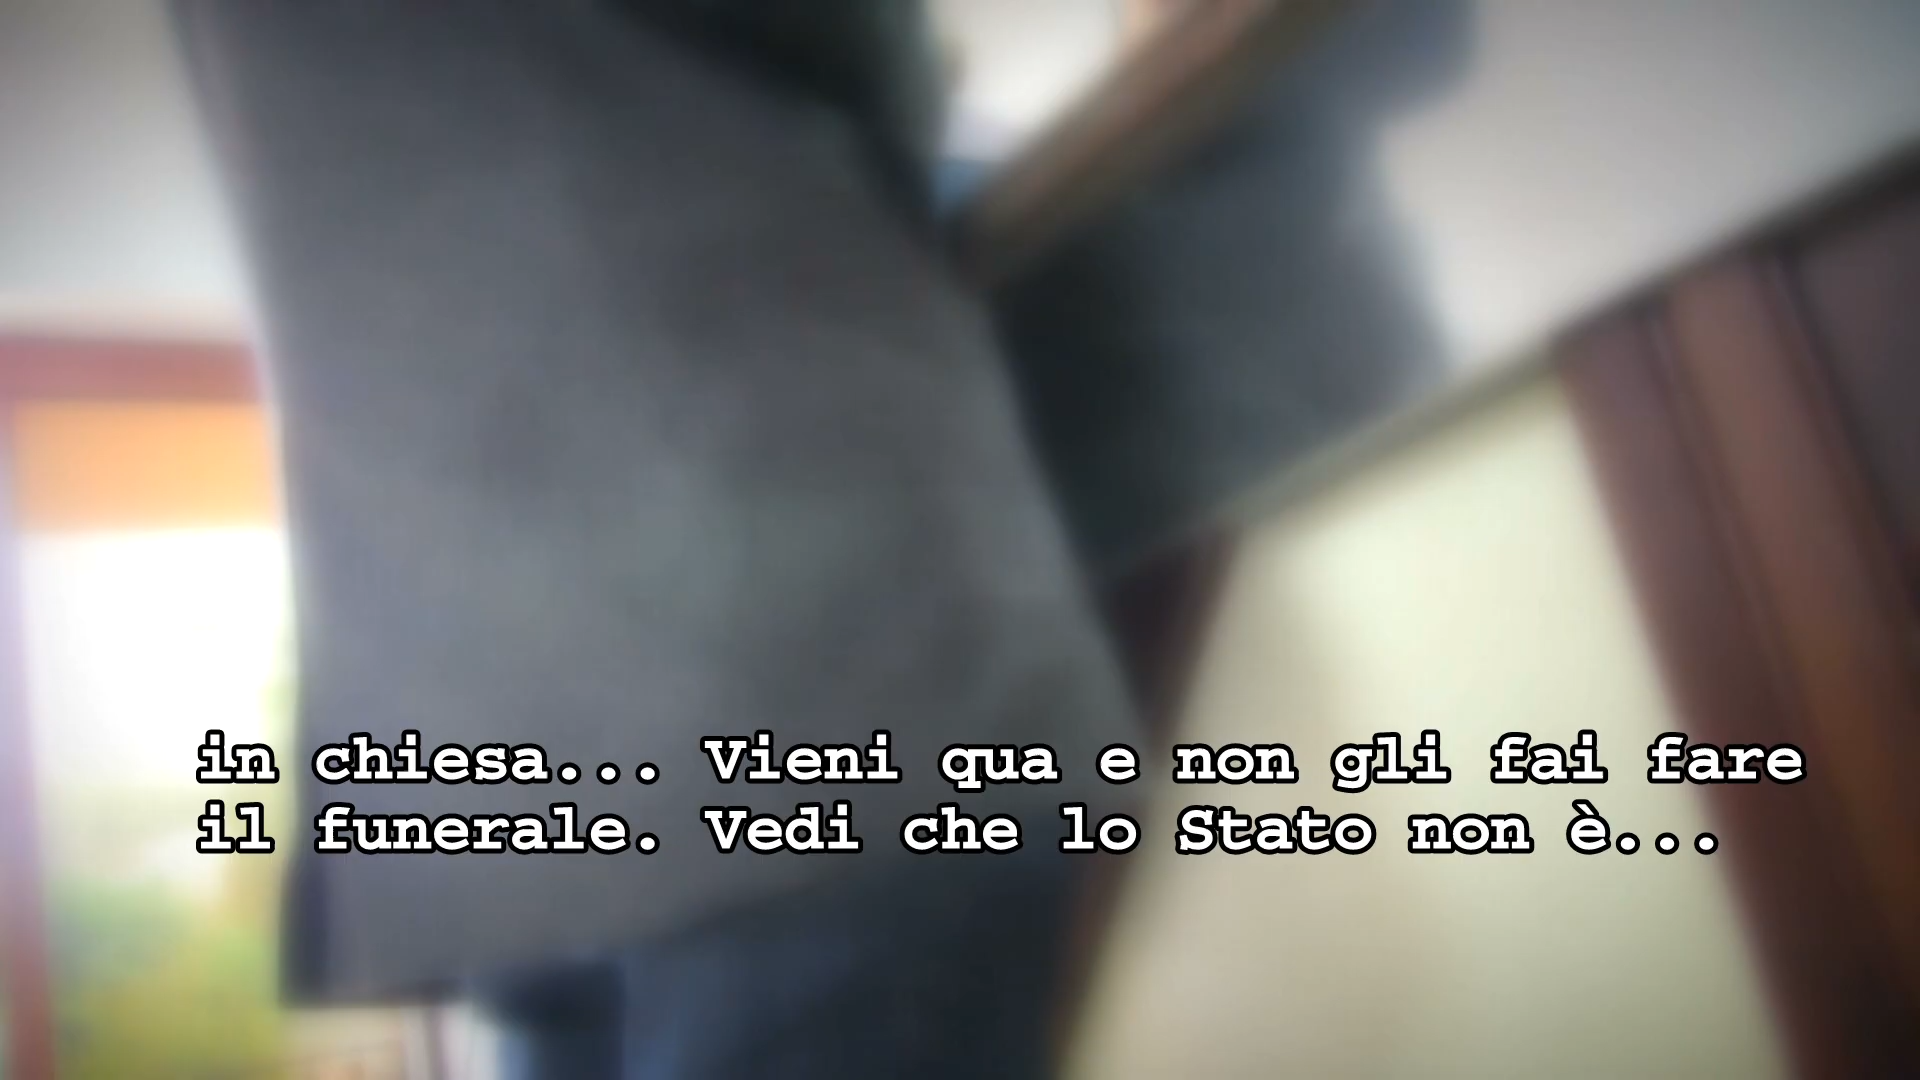 in chiesa... Vieni qua e non gli fai fare
il funerale. Vedi che lo Stato non è...